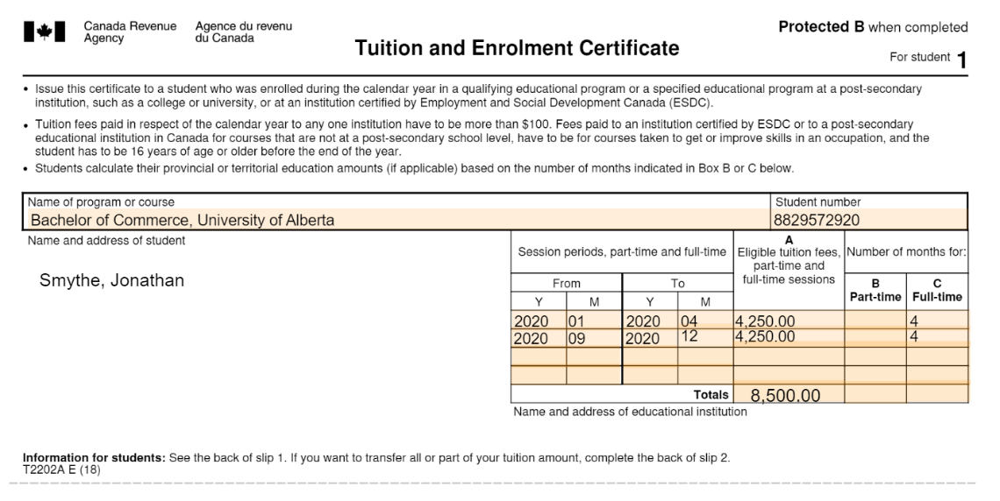 Canada Revenue Agency
Agence du revenu du Canada
Tuition and Enrolment Certificate
Protected B when completed
For student 1
• Issue this certificate to a student who was enrolled during the calendar year in a qualifying educational program or a specified educational program at a post-secondary
institution, such as a college or university, or at an institution certified by Employment and Social Development Canada (ESDC).
• Tuition fees paid in respect of the calendar year to any one institution have to be more than $100. Fees paid to an institution certified by ESDC or to a post-secondary
educational institution in Canada for courses that are not at a post-secondary school level, have to be for courses taken to get or improve skills in an occupation, and the
student has to be 16 years of age or older before the end of the year.
• Students calculate their provincial or territorial education amounts (if applicable) based on the number of months indicated in Box B or C below.
Name of program or course
Student number
Bachelor of Commerce, University of Alberta
8829572920
Name and address of student
Smythe, Jonathan
Session periods, part-time and full-time
A
Eligible tuition fees,
part-time and
full-time sessions
Number of months for:
From To
B
Part-time
C
Full-time
Y M Y M
2020 01 2020 04 4,250.00 4
2020 09 2020 12 4,250.00 4
Totals 8,500.00
Name and address of educational institution
Information for students: See the back of slip 1. If you want to transfer all or part of your tuition amount, complete the back of slip 2.
T2202A E (18)